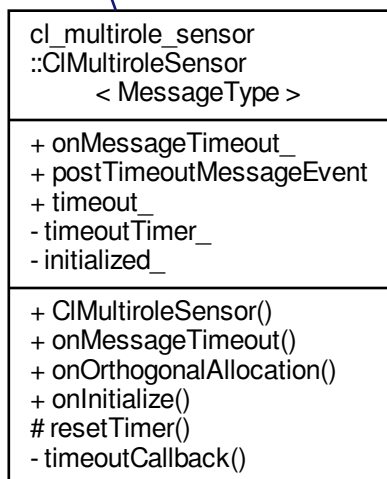 cl_multirole_sensor
::ClMultiroleSensor
< MessageType >
+ onMessageTimeout_
+ postTimeoutMessageEvent
+ timeout_
- timeoutTimer_
- initialized_
+ ClMultiroleSensor()
+ onMessageTimeout()
+ onOrthogonalAllocation()
+ onInitialize()
# resetTimer()
- timeoutCallback()